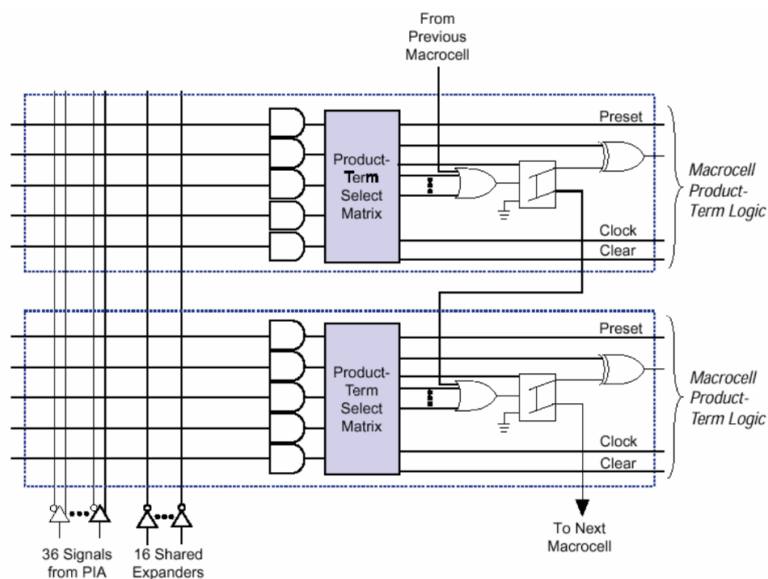 From
Previous
Macrocell
Preset
Product-
Term
Select
Matrix
Macrocell
Product-
Term Logic
Clock
Clear
Preset
Product-
Term
Select
Matrix
Macrocell
Product-
Term Logic
Clock
Clear
36 Signals
from PIA
16 Shared
Expanders
To Next
Macrocell